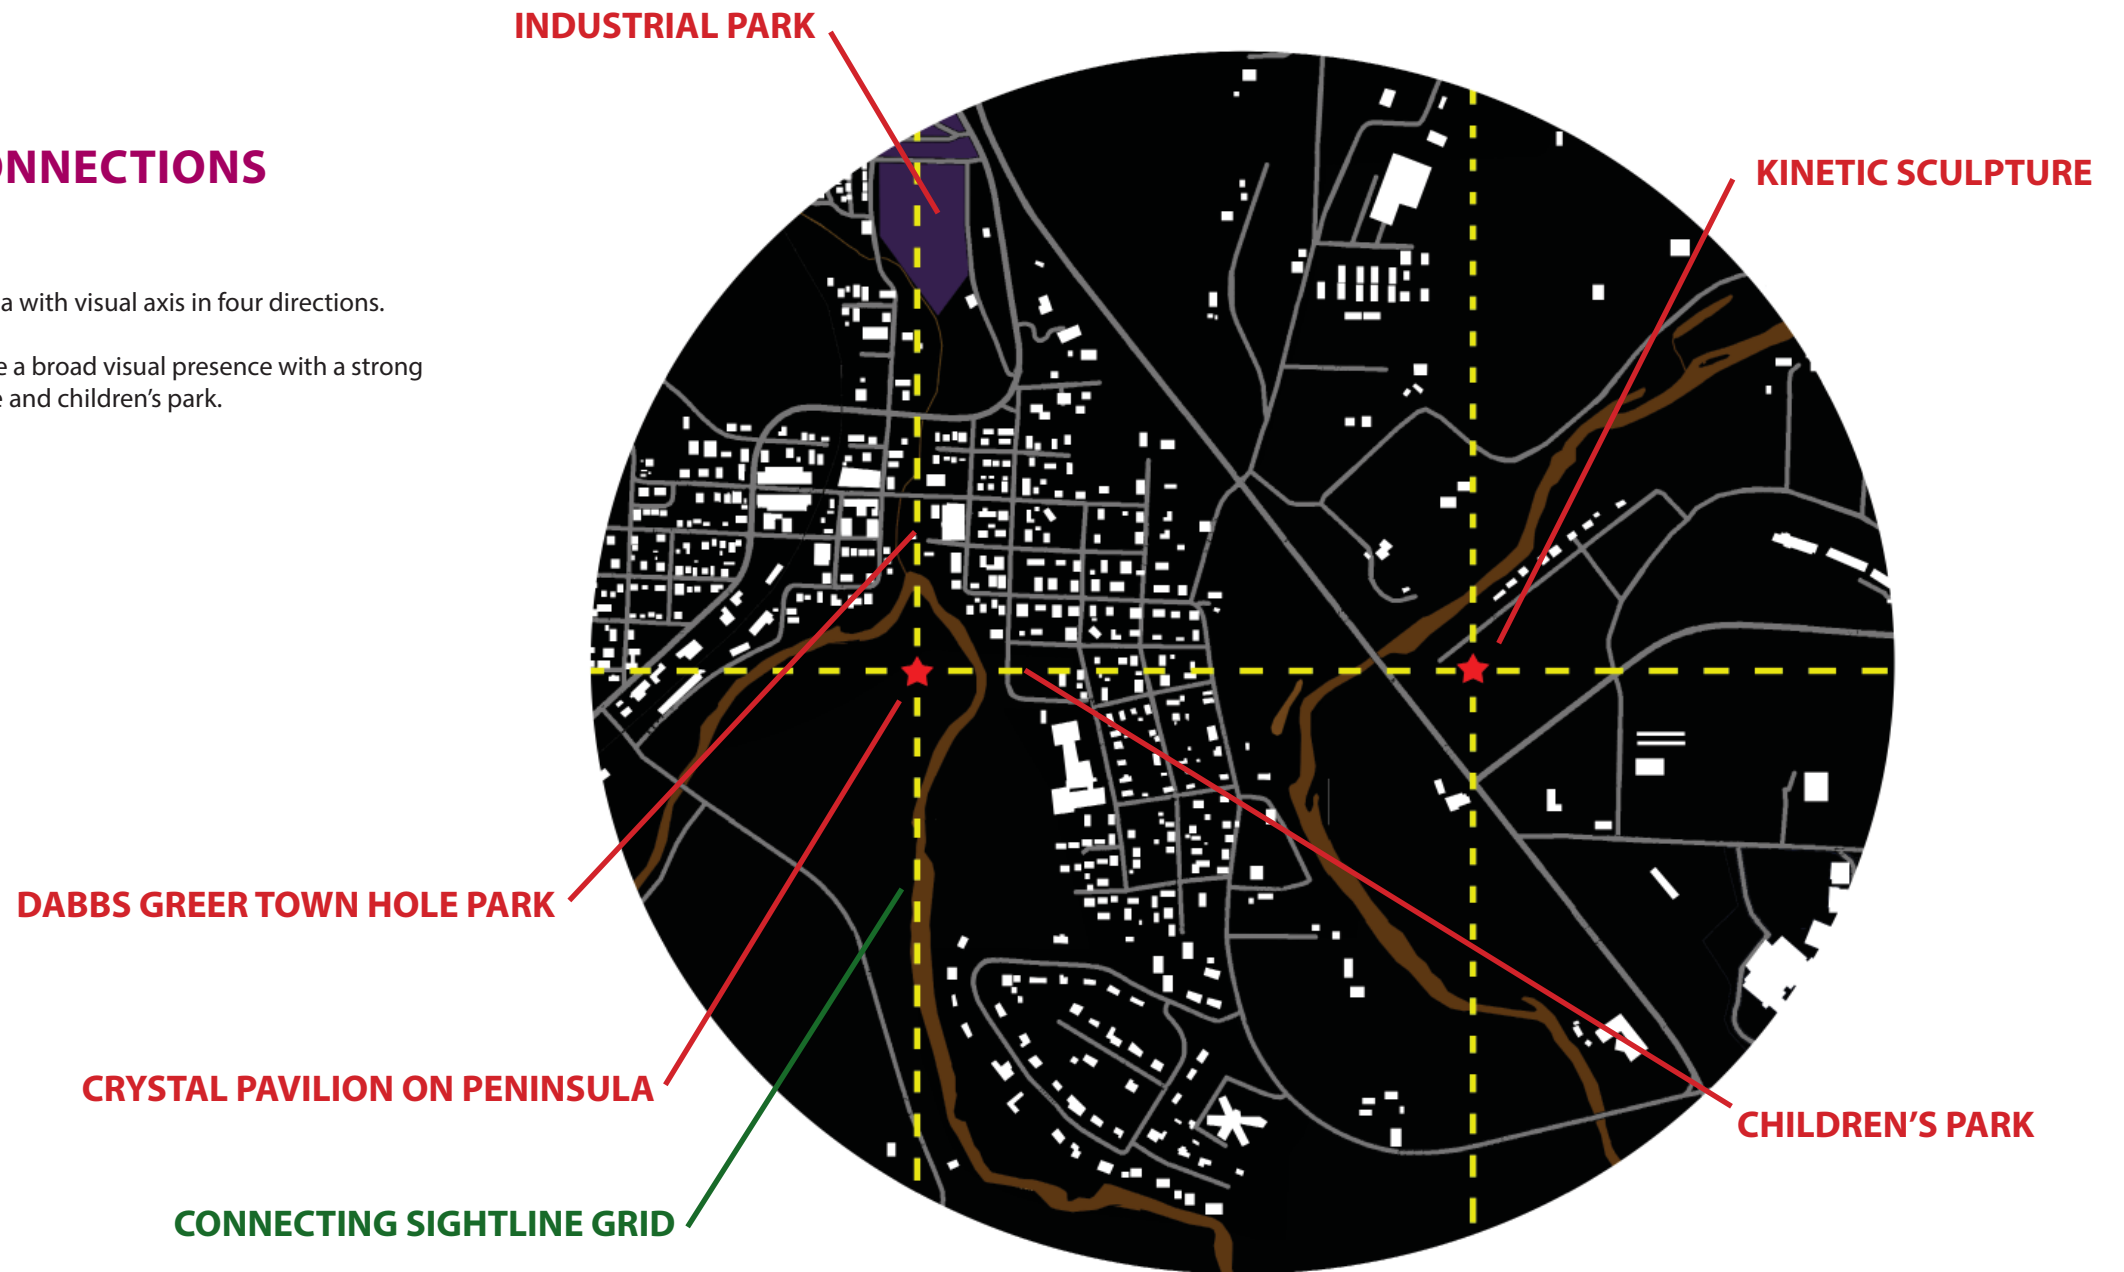 INDUSTRIAL PARK
ONNECTIONS
KINETIC SCULPTURE
a with visual axis in four directions.
e a broad visual presence with a strong
e and children’s park.
DABBS GREER TOWN HOLE PARK
CRYSTAL PAVILION ON PENINSULA
CHILDREN’S PARK
CONNECTING SIGHTLINE GRID